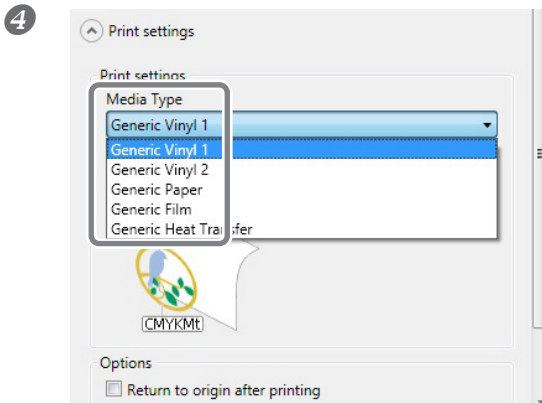 4
Print settings
Print settings
Media Type
Generic Vinyl 1
Generic Vinyl 1
Generic Vinyl 2
Generic Paper
Generic Film
Generic Heat Transfer
CMYKMt
Options
Return to origin after printing